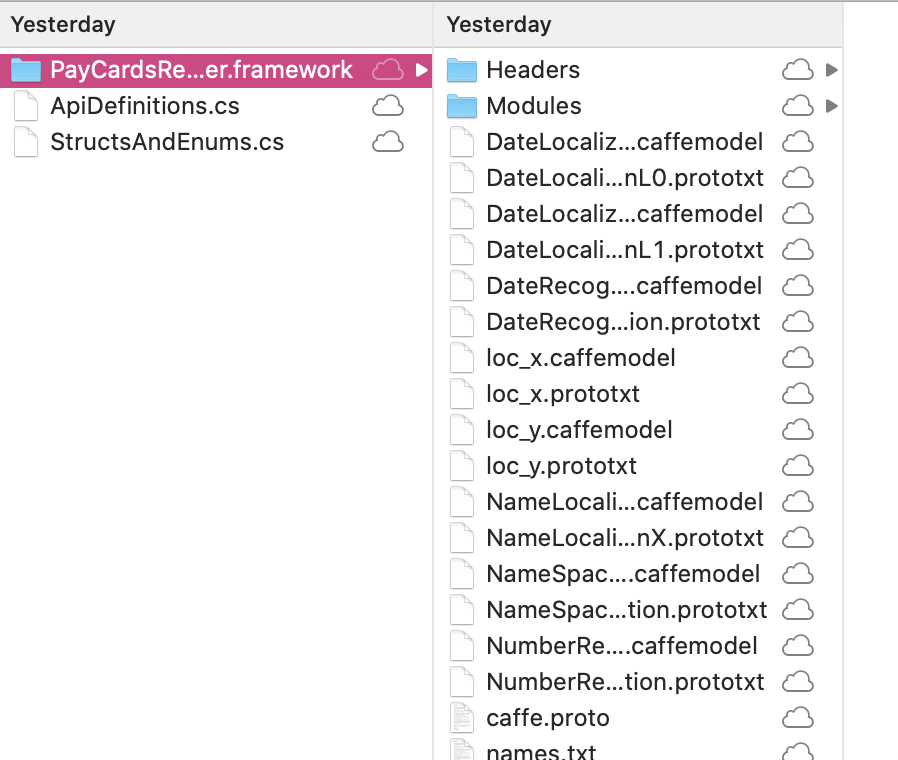 Yesterday
PayCardsRe...er.framework
ApiDefinitions.cs
StructsAndEnums.cs
Yesterday
Headers
Modules
DateLocaliz...caffemodel
DateLocali...nL0.prototxt
DateLocaliz...caffemodel
DateLocali...nL1.prototxt
DateRecog....caffemodel
DateRecog...ion.prototxt
loc_x.caffemodel
loc_x.prototxt
loc_y.caffemodel
loc_y.prototxt
NameLocali...caffemodel
NameLocali...nX.prototxt
NameSpac....caffemodel
NameSpac...tion.prototxt
NumberRe....caffemodel
NumberRe...tion.prototxt
caffe.proto
names.txt